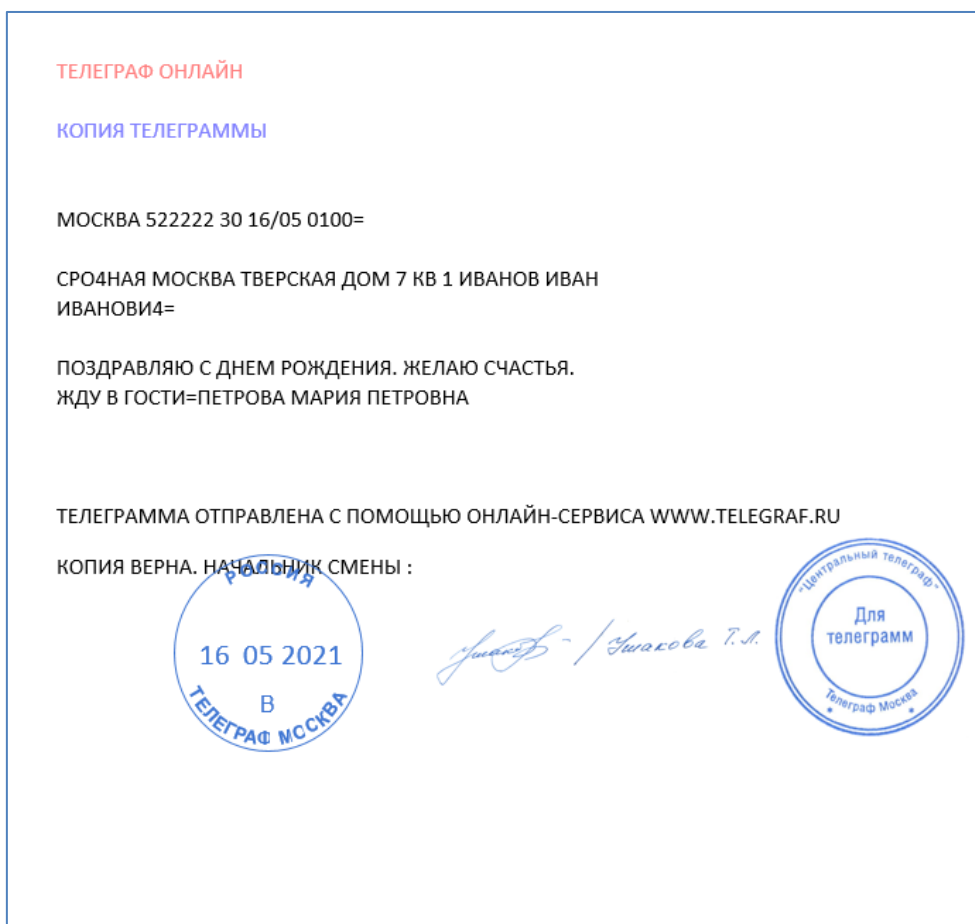 ТЕЛЕГРАФ ОНЛАЙН
КОПИЯ ТЕЛЕГРАММЫ
МОСКВА 522222 30 16/05 0100=
СРО4НАЯ МОСКВА ТВЕРСКАЯ ДОМ 7 КВ 1 ИВАНОВ ИВАН
ИВАНОВИ4=
ПОЗДРАВЛЯЮ С ДНЕМ РОЖДЕНИЯ. ЖЕЛАЮ СЧАСТЬЯ.
ЖДУ В ГОСТИ=ПЕТРОВА МАРИЯ ПЕТРОВНА
ТЕЛЕГРАММА ОТПРАВЛЕНА С ПОМОЩЬЮ ОНЛАЙН-СЕРВИСА WWW.TELEGRAF.RU
КОПИЯ ВЕРНА. НАЧАЛЬНИК СМЕНЫ :
РОССИЯ
16 05 2021
В
ТЕЛЕГРАФ МОСКВА
/ Ушакова Т.Л.
"Центральный телеграф"
Для
телеграмм
Телеграф Москва